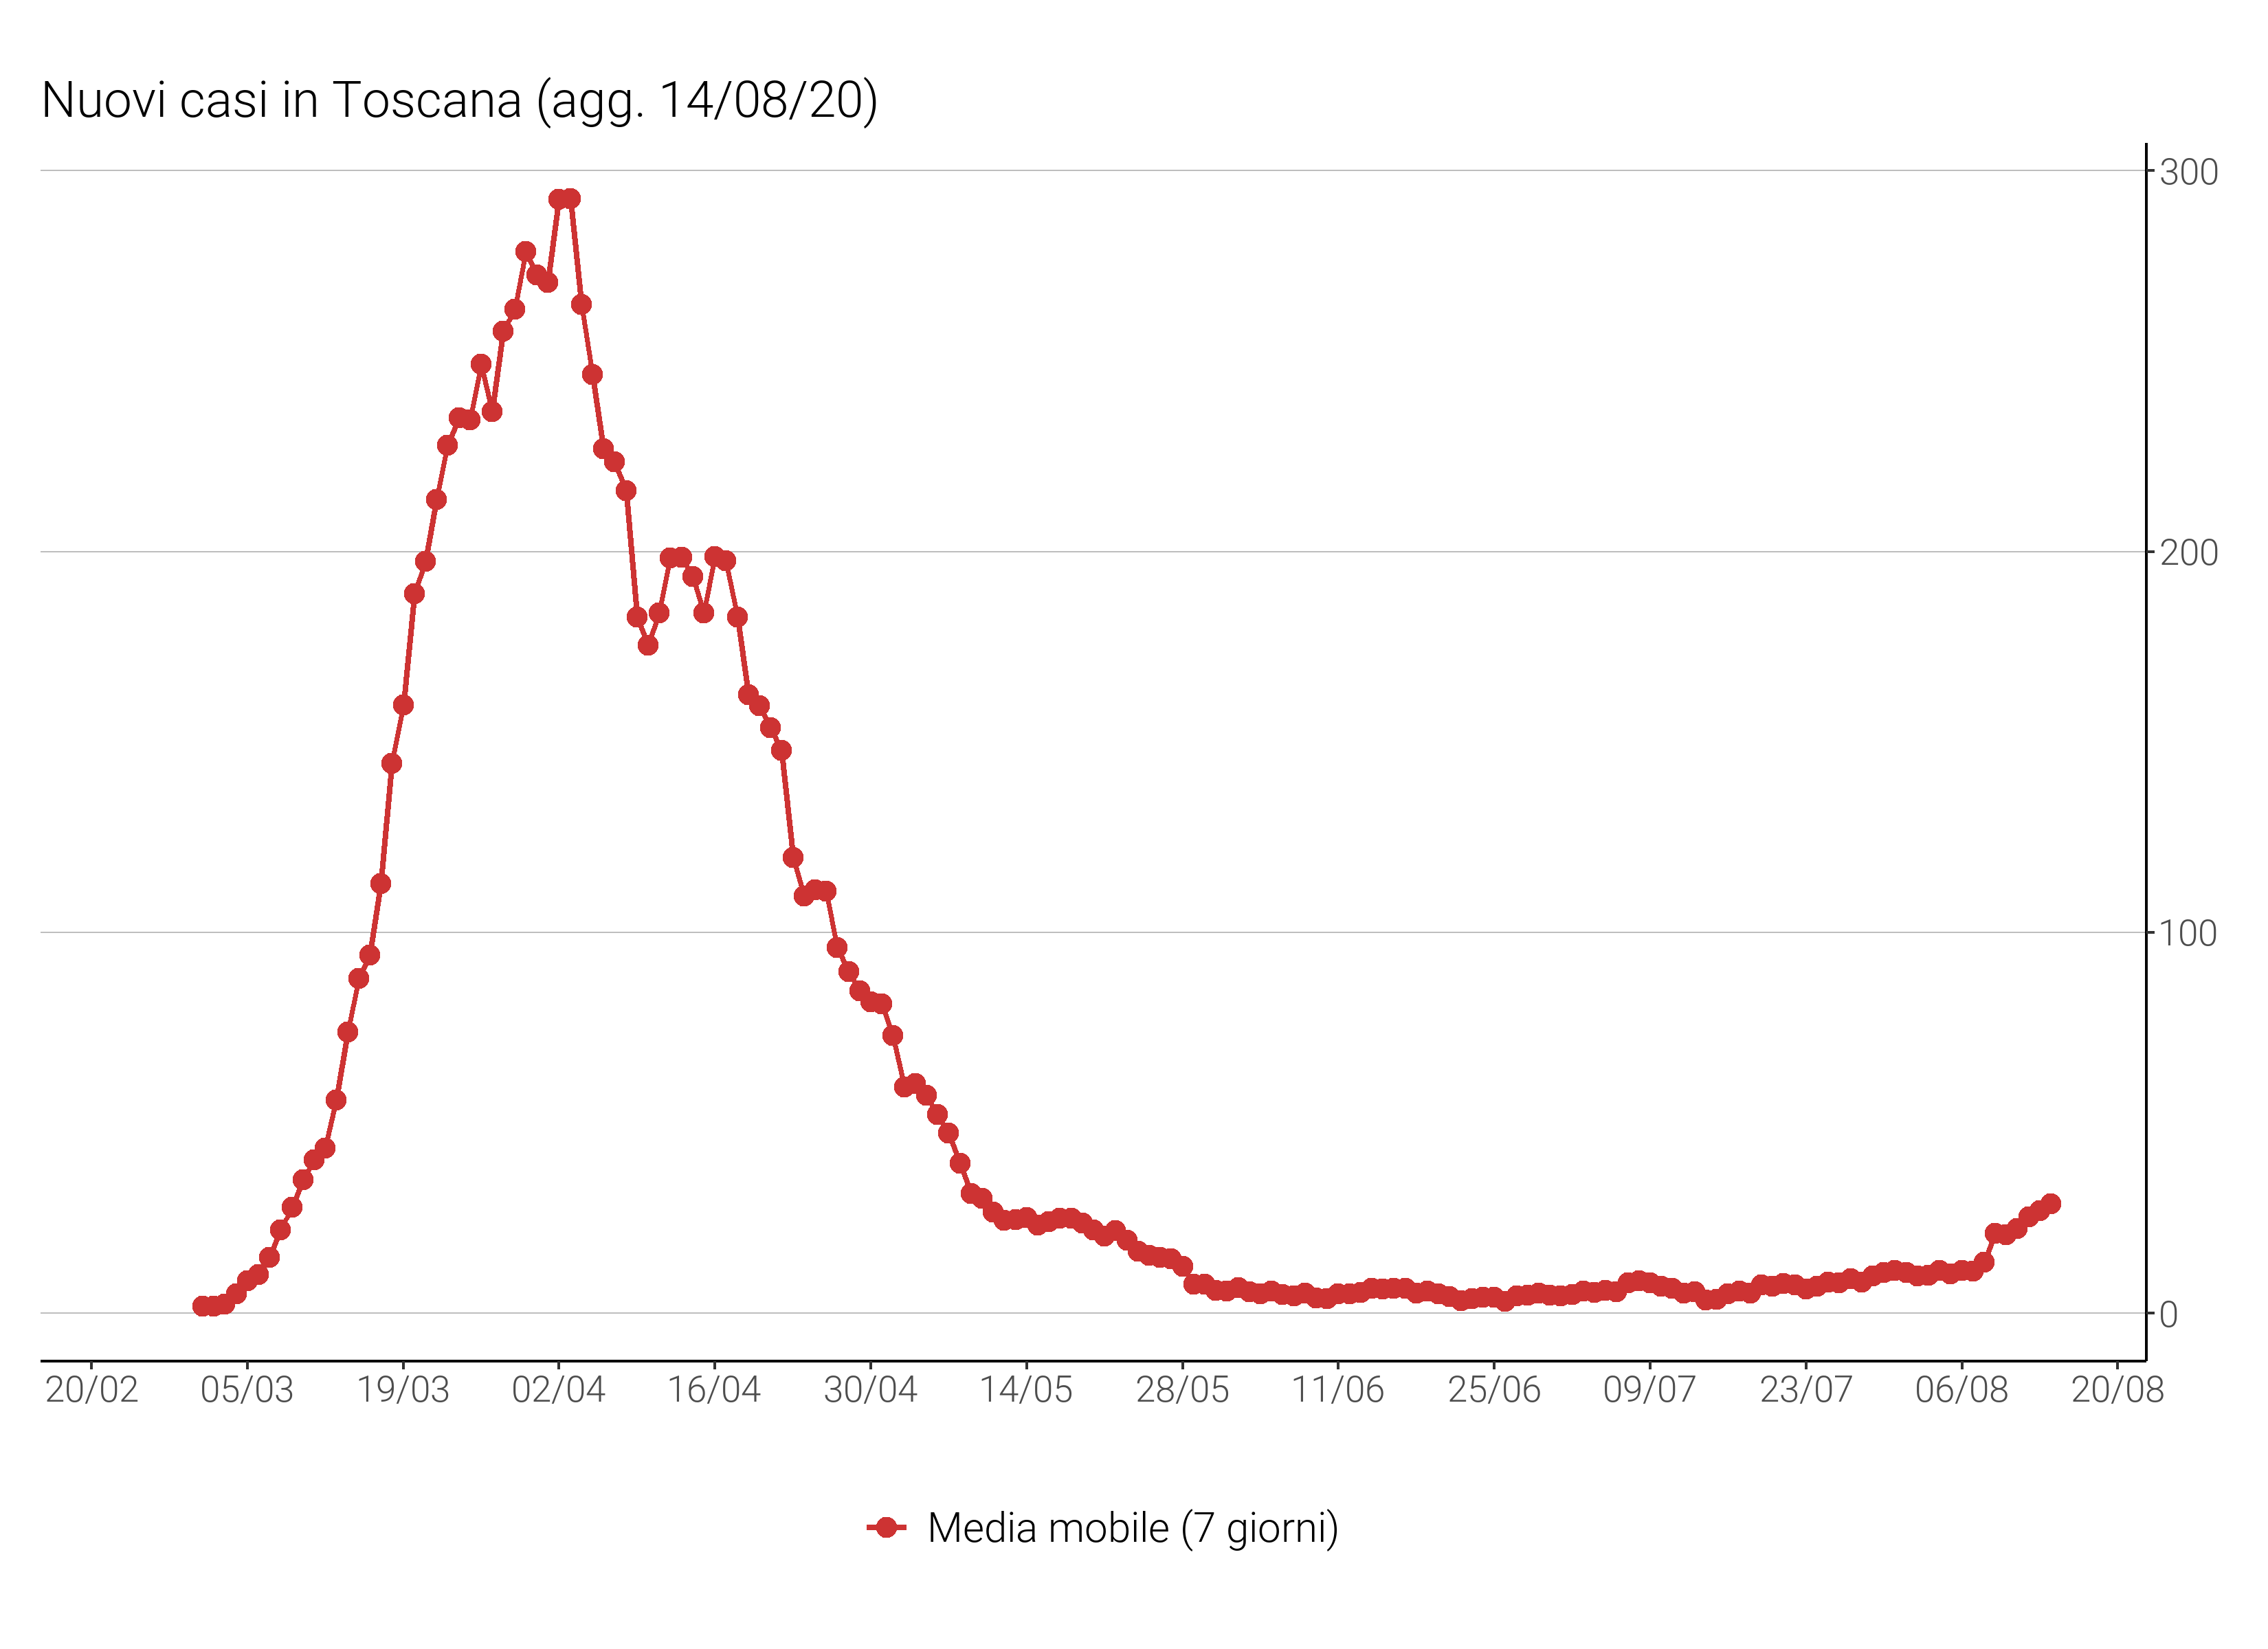 Nuovi casi in Toscana (agg. 14/08/20)
300
200
100
0
20/02 05/03 19/03 02/04 16/04 30/04 14/05 28/05 11/06 25/06 09/07 23/07 06/08 20/08
Media mobile (7 giorni)